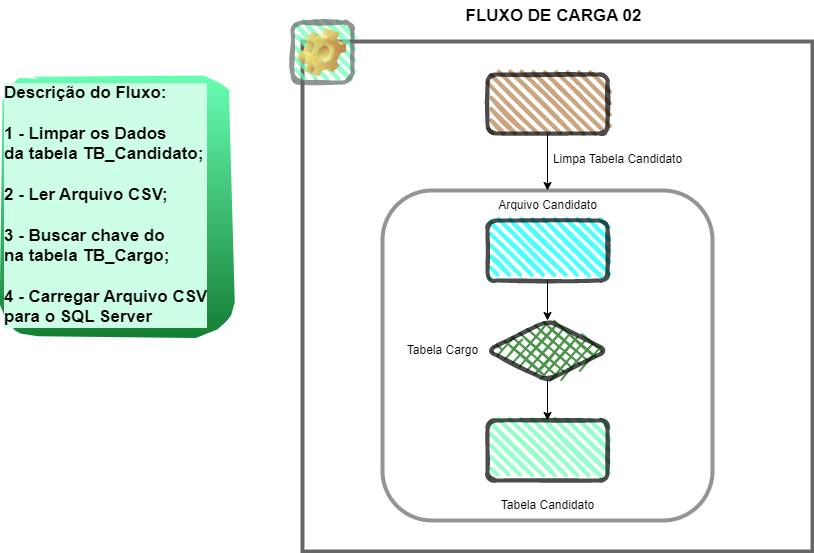 FLUXO DE CARGA 02
Descrição do Fluxo:
1 - Limpar os Dados
da tabela TB_Candidato;
2 - Ler Arquivo CSV;
3 - Buscar chave do
na tabela TB_Cargo;
4 - Carregar Arquivo CSV
para o SQL Server
Limpa Tabela Candidato
Arquivo Candidato
Tabela Cargo
Tabela Candidato